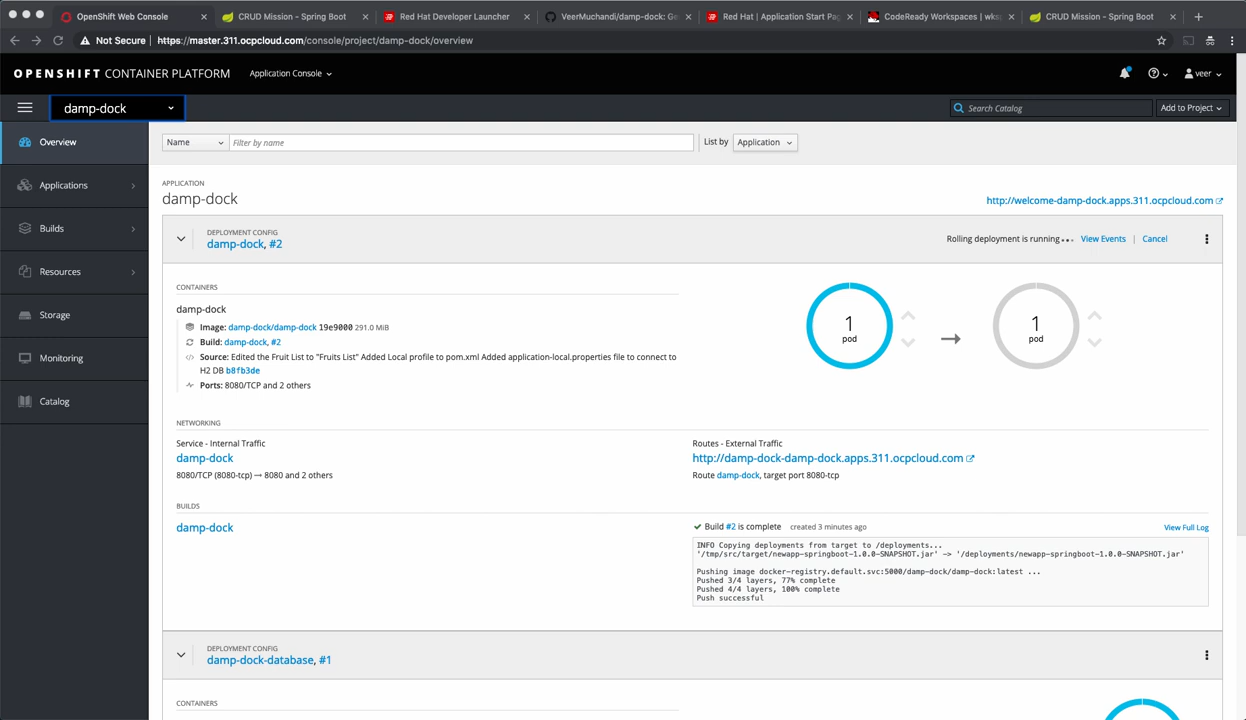 OpenShift Web Console
CRUD Mission - Spring Boot
Red Hat Developer Launcher
VeerMuchandi/damp-dock: Ge
Red Hat | Application Start Pag
CodeReady Workspaces | wksp
CRUD Mission - Spring Boot
Not Secure | https://master.311.ocpcloud.com/console/project/damp-dock/overview
OPENSHIFT CONTAINER PLATFORM
Application Console
veer
damp-dock
Search Catalog
Add to Project
Overview
Applications
Builds
Resources
Storage
Monitoring
Catalog
Name
Filter by name
List by
Application
APPLICATION
damp-dock
http://welcome-damp-dock.apps.311.ocpcloud.com
DEPLOYMENT CONFIG
damp-dock, #2
Rolling deployment is running
View Events | Cancel
CONTAINERS
damp-dock
Image: damp-dock/damp-dock 19e9000 291.0 MiB
Build: damp-dock, #2
Source: Edited the Fruit List to "Fruits List" Added Local profile to pom.xml Added application-local.properties file to connect to
H2 DB b8fb3de
Ports: 8080/TCP and 2 others
1
pod
1
pod
NETWORKING
Service - Internal Traffic
damp-dock
8080/TCP (8080-tcp) → 8080 and 2 others
Routes - External Traffic
http://damp-dock-damp-dock.apps.311.ocpcloud.com
Route damp-dock, target port 8080-tcp
BUILDS
damp-dock
Build #2 is complete created 3 minutes ago
View Full Log
INFO Copying deployments from target to /deployments...
'/tmp/src/target/newapp-springboot-1.0.0-SNAPSHOT.jar' -> '/deployments/newapp-springboot-1.0.0-SNAPSHOT.jar'
Pushing image docker-registry.default.svc:5000/damp-dock/damp-dock:latest ...
Pushed 3/4 layers, 77% complete
Pushed 4/4 layers, 100% complete
Push successful
DEPLOYMENT CONFIG
damp-dock-database, #1
CONTAINERS